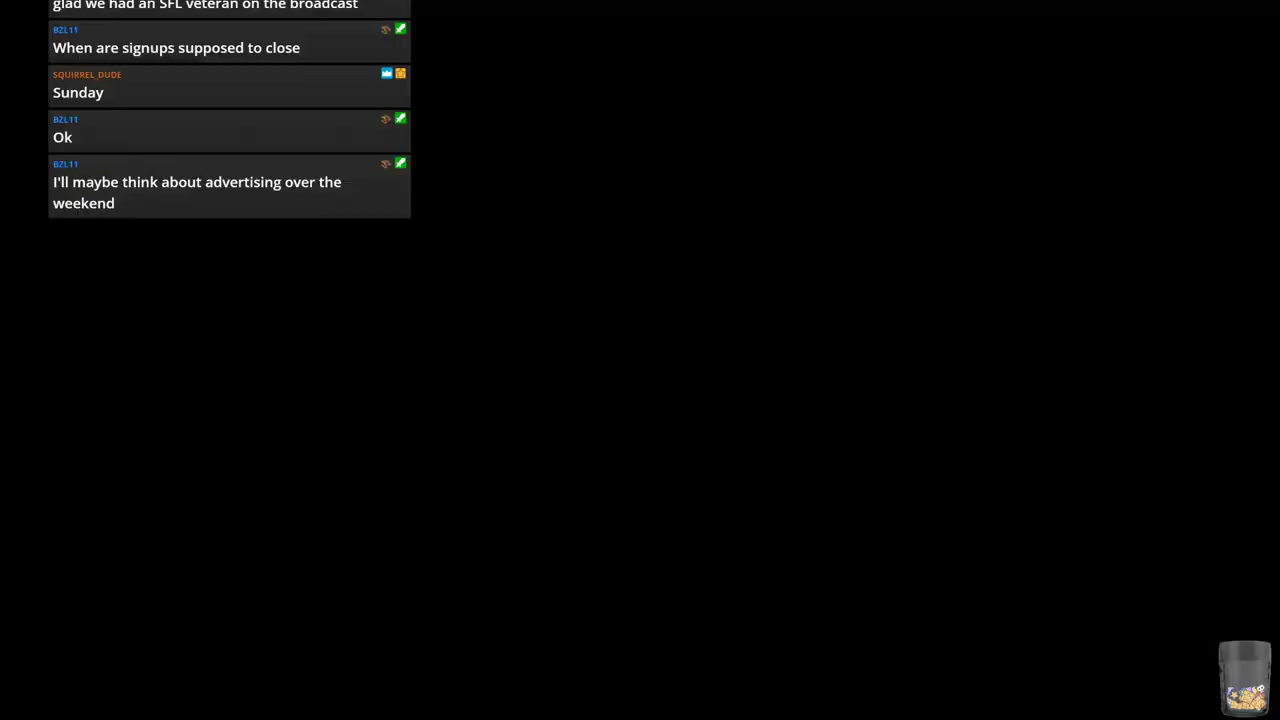 glad we had an SFL veteran on the broadcast
BZL11
When are signups supposed to close
SQUIRREL_DUDE
Sunday
BZL11
Ok
BZL11
I'll maybe think about advertising over the
weekend